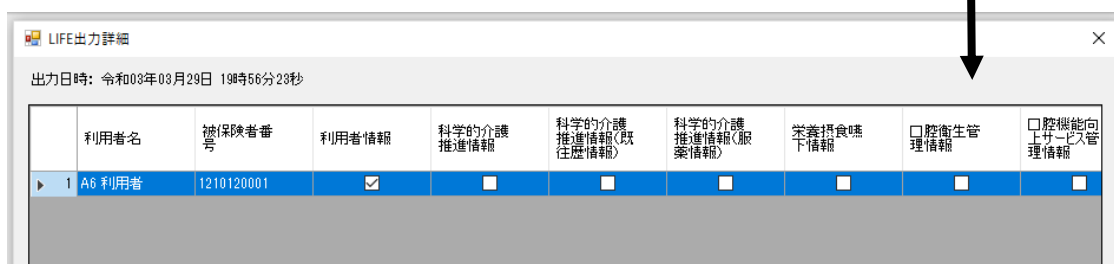 LIFE出力詳細
出力日時: 令和03年03月29日 19時56分23秒
利用者名
被保険者番
号
利用者情報
科学的介護
推進情報
科学的介護
推進情報(既
往歴情報)
科学的介護
推進情報(服
薬情報)
栄養摂食嚥
下情報
口腔衛生管
理情報
口腔機能向
上サービス管
理情報
1 A6 利用者 1210120001